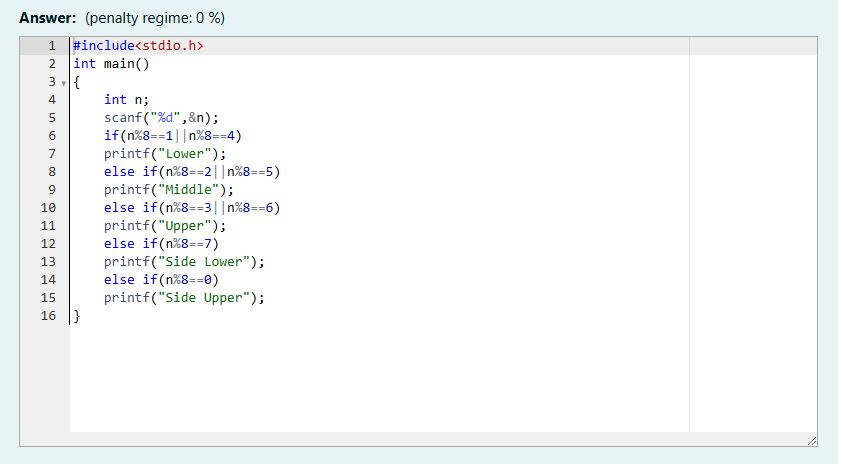 Answer: (penalty regime: 0 %)
1 #include<stdio.h>
2 int main()
3 {
4     int n;
5     scanf("%d",&n);
6     if(n%8==1||n%8==4)
7     printf("Lower");
8     else if(n%8==2||n%8==5)
9     printf("Middle");
10     else if(n%8==3||n%8==6)
11     printf("Upper");
12     else if(n%8==7)
13     printf("Side Lower");
14     else if(n%8==0)
15     printf("Side Upper");
16 }